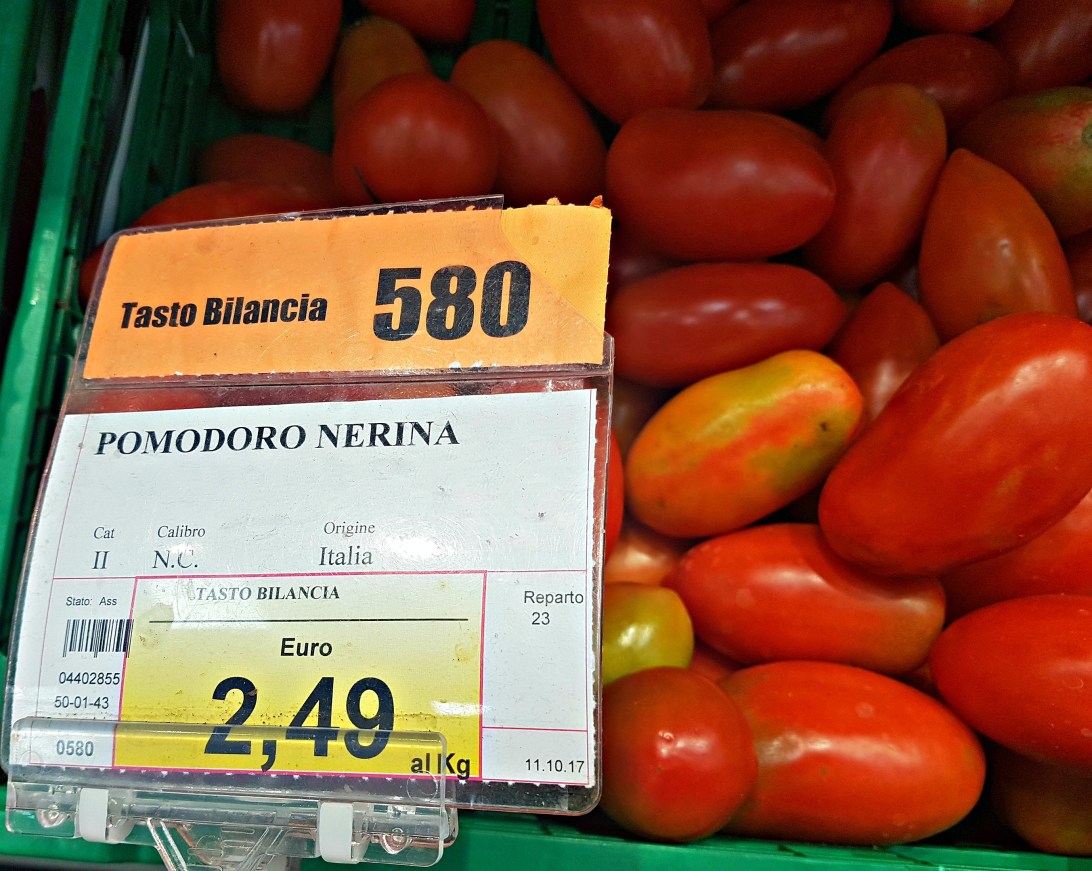 Tasto Bilancia 580
POMODORO NERINA
Cat Calibro Origine
II N.C. Italia
Stato: Ass
TASTO BILANCIA
Reparto
23
Euro
04402855
50-01-43
2,49
al Kg
0580
11.10.17